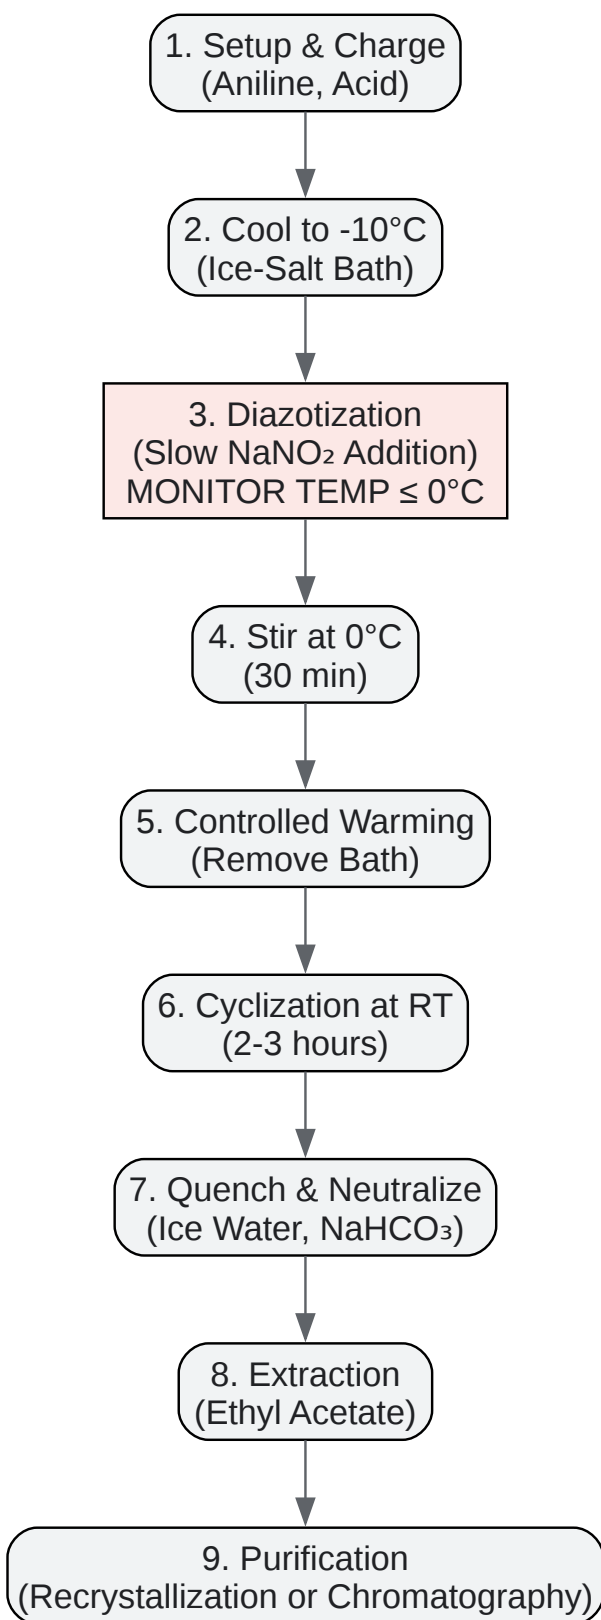 1. Setup & Charge
(Aniline, Acid)
2. Cool to -10°C
(Ice-Salt Bath)
3. Diazotization
(Slow NaNO₂ Addition)
MONITOR TEMP ≤ 0°C
4. Stir at 0°C
(30 min)
5. Controlled Warming
(Remove Bath)
6. Cyclization at RT
(2-3 hours)
7. Quench & Neutralize
(Ice Water, NaHCO₃)
8. Extraction
(Ethyl Acetate)
9. Purification
(Recrystallization or Chromatography)